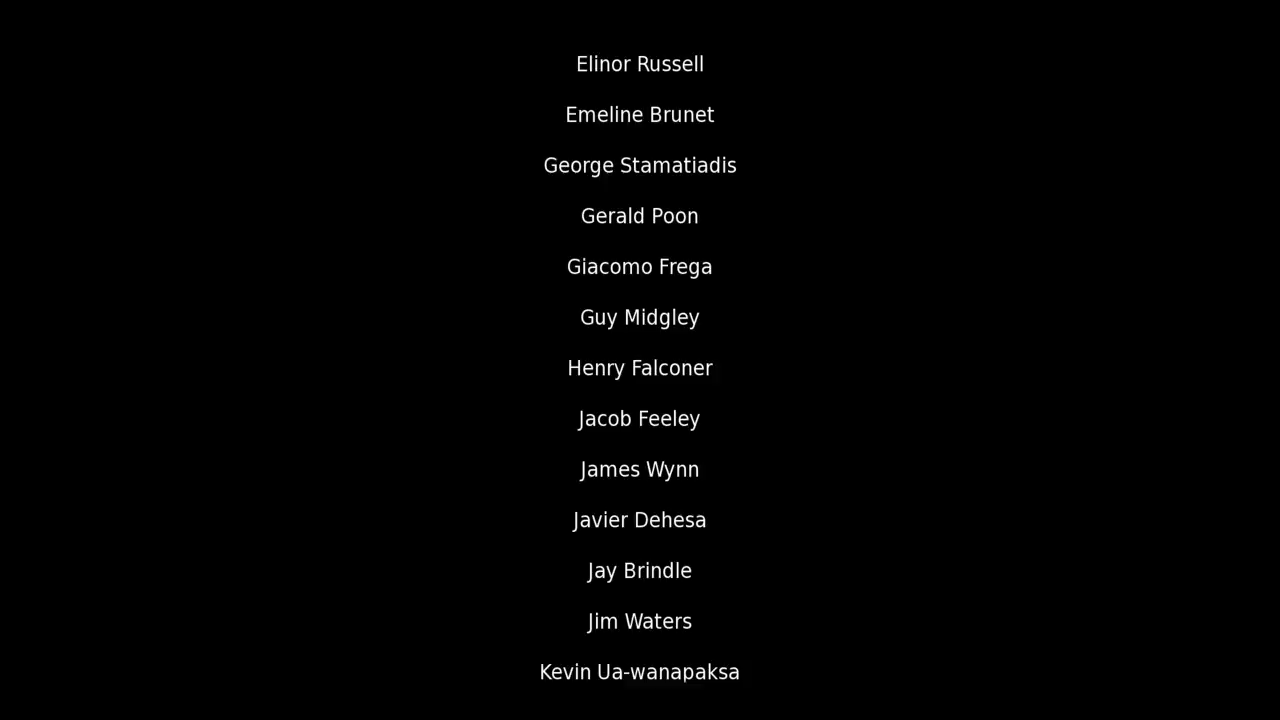 Elinor Russell
Emeline Brunet
George Stamatiadis
Gerald Poon
Giacomo Frega
Guy Midgley
Henry Falconer
Jacob Feeley
James Wynn
Javier Dehesa
Jay Brindle
Jim Waters
Kevin Ua-wanapaksa